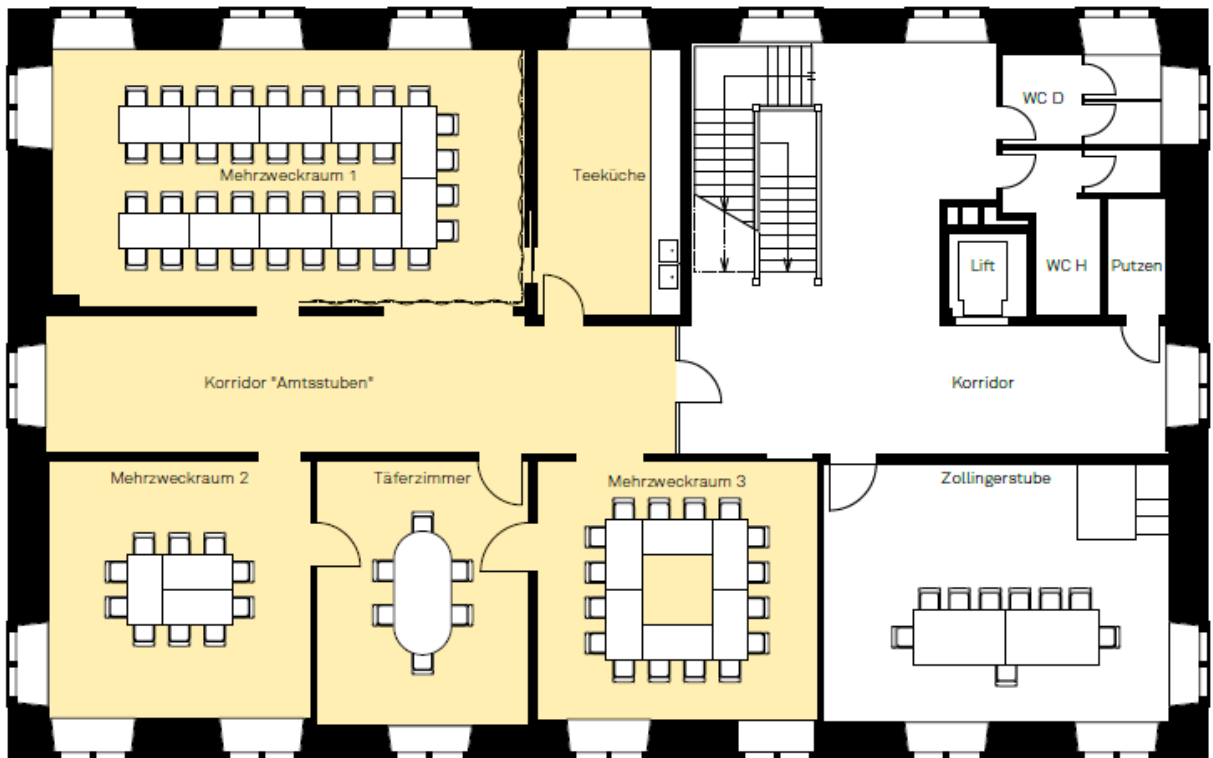 WC D
Mehrzweckraum 1
Teeküche
Lift
WC H
Putzen
Korridor "Amtsstuben"
Korridor
Mehrzweckraum 2
Täferzimmer
Mehrzweckraum 3
Zollingerstube